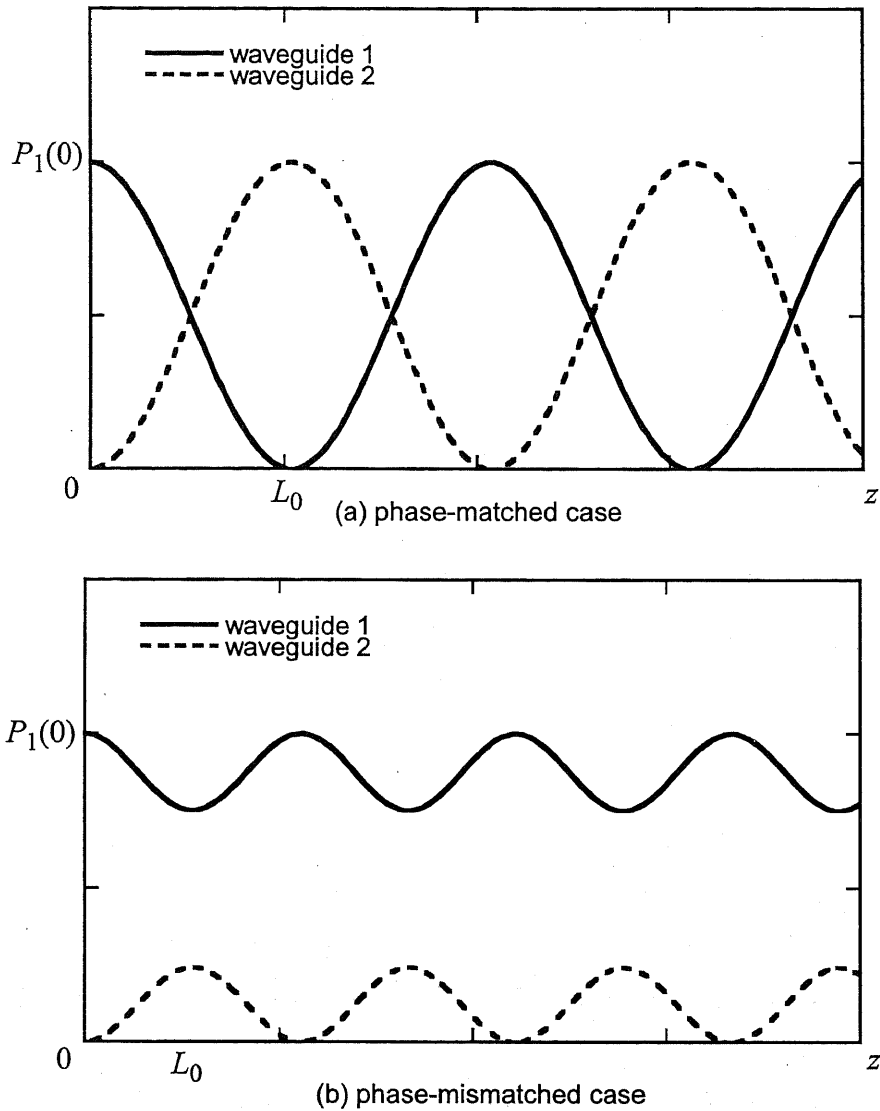 waveguide 1
waveguide 2
P₁(0)
0
L₀
z
(a) phase-matched case
waveguide 1
waveguide 2
P₁(0)
0
L₀
z
(b) phase-mismatched case